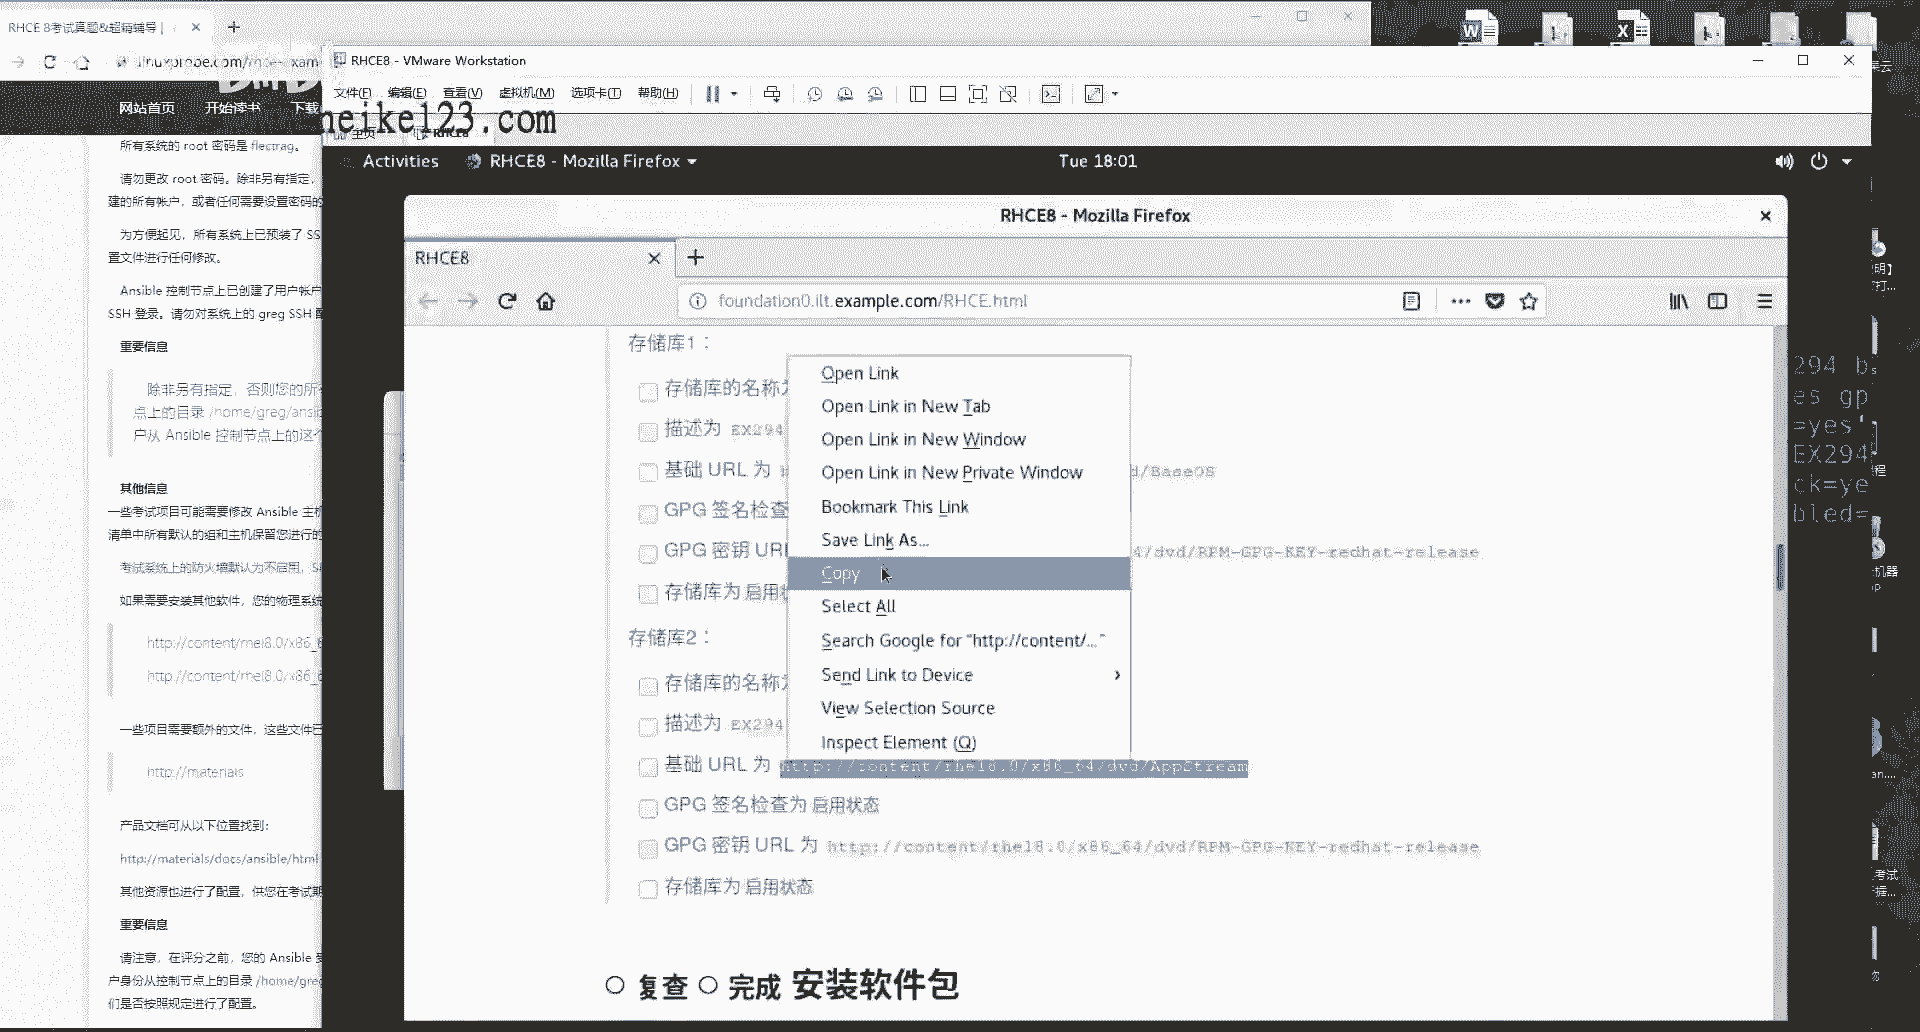 RHCE 8考试真题&超精辅导 |
RHCE8 - VMware Workstation
文件(F) 编辑(E) 查看(V) 虚拟机(M) 选项卡(T) 帮助(H)
网站首页 开始读书 下载
heike123.com
主页 RHCE8
Activities RHCE8 - Mozilla Firefox Tue 18:01
RHCE8 - Mozilla Firefox
RHCE8
foundation0.ilt.example.com/RHCE.html
所有系统的 root 密码是 flectrag。
请勿更改 root 密码。除非另有指定,
建的所有帐户，或者任何需要设置密码的
为方便起见，所有系统上已预装了 SS
置文件进行任何修改。
Ansible 控制节点上已创建了用户帐户
SSH 登录。请勿对系统上的 greg SSH 配
重要信息
除非另有指定，否则您的所有
点上的目录 /home/greg/ansib
户从 Ansible 控制节点上的这个
其他信息
一些考试项目可能需要修改 Ansible 主机
清单中所有默认的组和主机保留您进行的
考试系统上的防火墙默认为不启用，SE
如果需要安装其他软件，您的物理系统
http://content/rhel8.0/x86_6
http://content/rhel8.0/x86_6
一些项目需要额外的文件，这些文件已
http://materials
产品文档可从以下位置找到：
http://materials/docs/ansible/html
其他资源也进行了配置，供您在考试期
重要信息
请注意，在评分之前，您的 Ansible 受
户身份从控制节点上的目录 /home/greg
们是否按照规定进行了配置。
存储库1：
存储库的名称为
描述为 EX294
基础 URL 为 d/BaseOS
GPG 签名检查
GPG 密钥 URL 4/dvd/RPM-GPG-KEY-redhat-release
存储库为 启用状
存储库2：
存储库的名称为
描述为 EX294
基础 URL 为 http://content/rhel8.0/x86_64/dvd/AppStream
GPG 签名检查为 启用状态
GPG 密钥 URL 为 http://content/rhel8.0/x86_64/dvd/RPM-GPG-KEY-redhat-release
存储库为 启用状态
复查 完成 安装软件包
Open Link
Open Link in New Tab
Open Link in New Window
Open Link in New Private Window
Bookmark This Link
Save Link As...
Copy
Select All
Search Google for "http://content/..."
Send Link to Device
View Selection Source
Inspect Element (Q)
294 b
es gp
=yes'
EX294
ck=ye
bled=